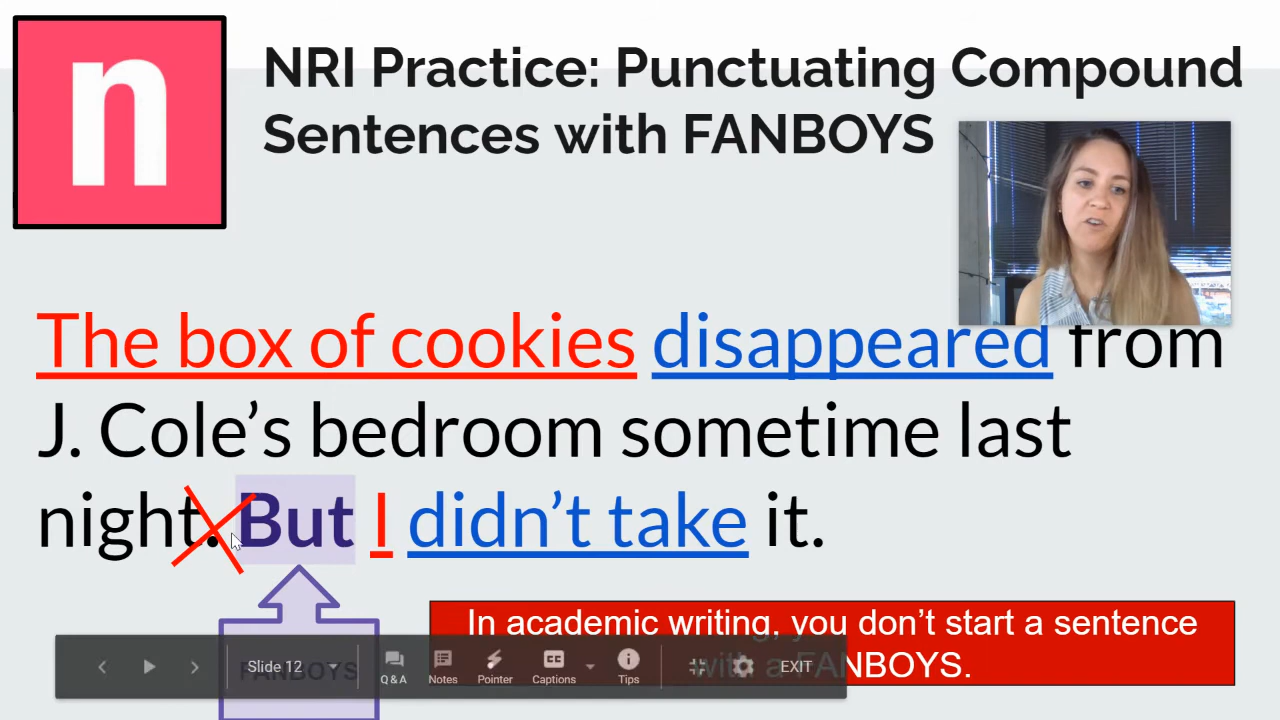 n
NRI Practice: Punctuating Compound
Sentences with FANBOYS
The box of cookies disappeared from
J. Cole’s bedroom sometime last
night. But I didn’t take it.
In academic writing, you don’t start a sentence
with a FANBOYS.
FANBOYS
Slide 12
Q&A
Notes
Pointer
CC
Captions
Tips
EXIT